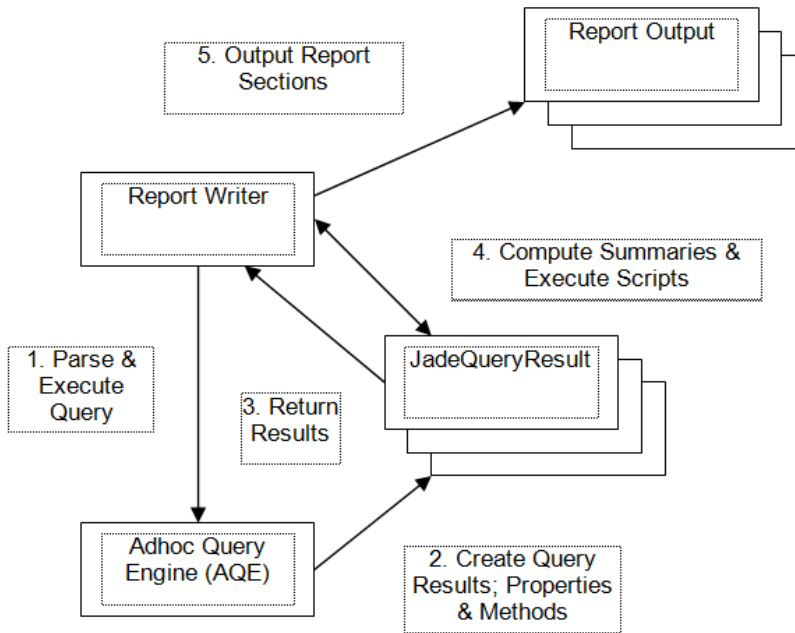 Report Output
5. Output Report
Sections
Report Writer
4. Compute Summaries &
Execute Scripts
1. Parse &
Execute
Query
JadeQueryResult
3. Return
Results
Adhoc Query
Engine (AQE)
2. Create Query
Results; Properties
& Methods